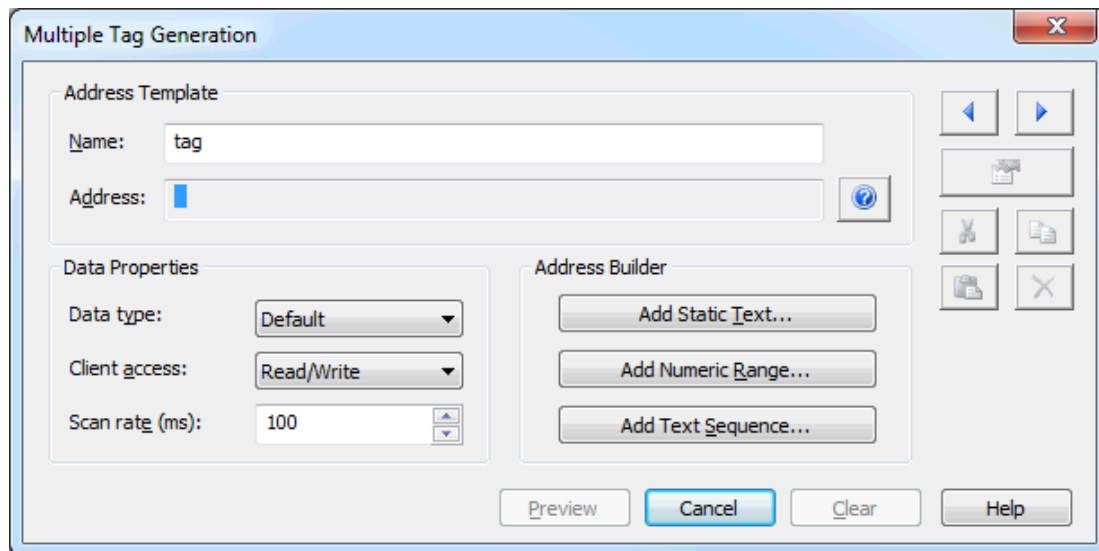 Multiple Tag Generation
Address Template
Name: tag
Address:
Data Properties
Data type: Default
Client access: Read/Write
Scan rate (ms): 100
Address Builder
Add Static Text...
Add Numeric Range...
Add Text Sequence...
Preview Cancel Clear Help